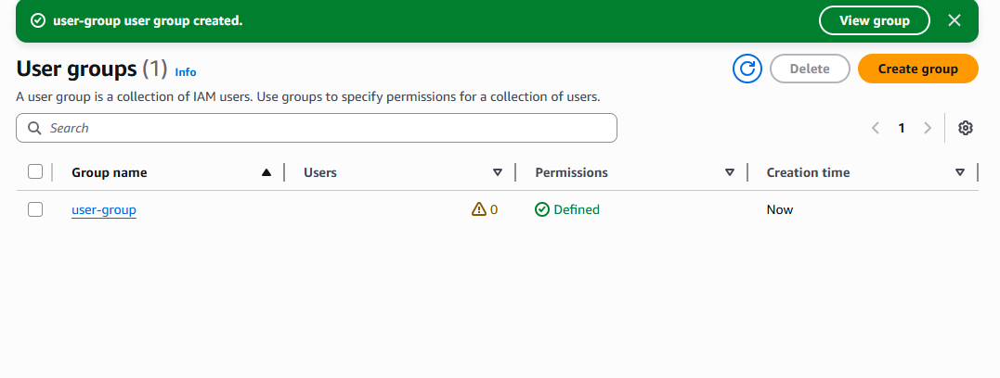 user-group user group created.
View group
User groups (1) Info
Delete
Create group
A user group is a collection of IAM users. Use groups to specify permissions for a collection of users.
Search
1
Group name
Users
Permissions
Creation time
user-group
0
Defined
Now